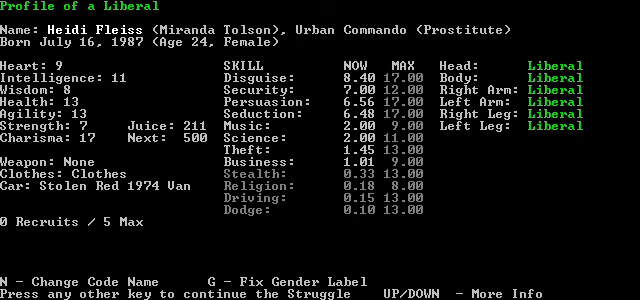 Profile of a Liberal
Name: Heidi Fleiss (Miranda Tolson), Urban Commando (Prostitute)
Born July 16, 1987 (Age 24, Female)
Heart: 9 SKILL NOW MAX Head: Liberal
Intelligence: 11 Disguise: 8.40 17.00 Body: Liberal
Wisdom: 8 Security: 7.00 12.00 Right Arm: Liberal
Health: 13 Persuasion: 6.56 17.00 Left Arm: Liberal
Agility: 13 Seduction: 6.48 17.00 Right Leg: Liberal
Strength: 7 Juice: 211 Music: 2.00 9.00 Left Leg: Liberal
Charisma: 17 Next: 500 Science: 2.00 11.00
Theft: 1.45 13.00
Weapon: None Business: 1.01 9.00
Clothes: Clothes Stealth: 0.33 13.00
Car: Stolen Red 1974 Van Religion: 0.18 8.00
Driving: 0.15 13.00
Dodge: 0.10 13.00
0 Recruits / 5 Max
N - Change Code Name G - Fix Gender Label
Press any other key to continue the Struggle UP/DOWN - More Info